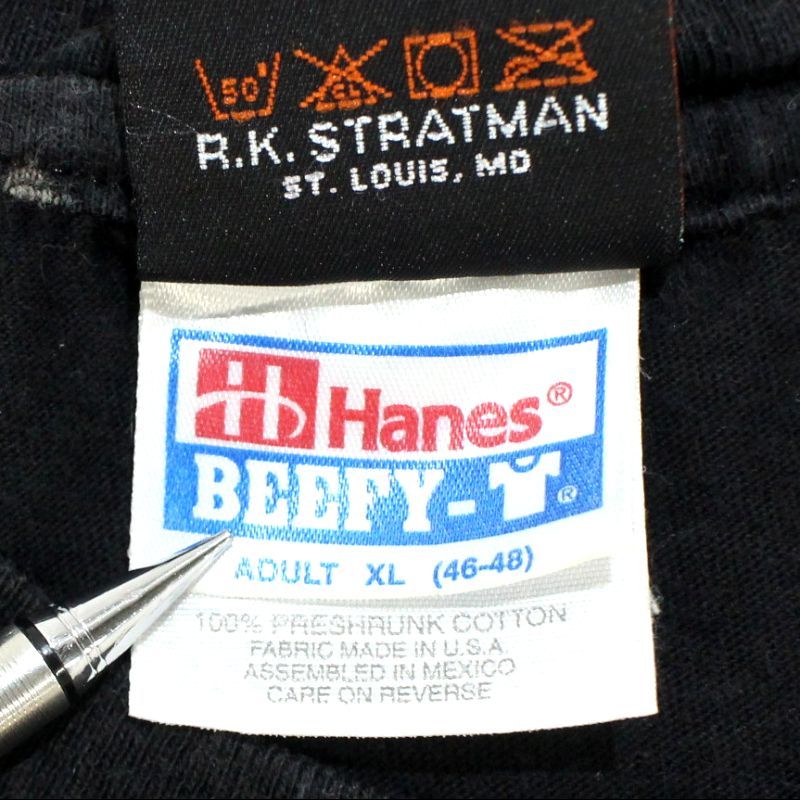 50°
CL
R.K. STRATMAN
ST. LOUIS, MO
H Hanes®
BEEFY-T®
ADULT XL (46-48)
100% PRESHRUNK COTTON
FABRIC MADE IN U.S.A.
ASSEMBLED IN MEXICO
CARE ON REVERSE